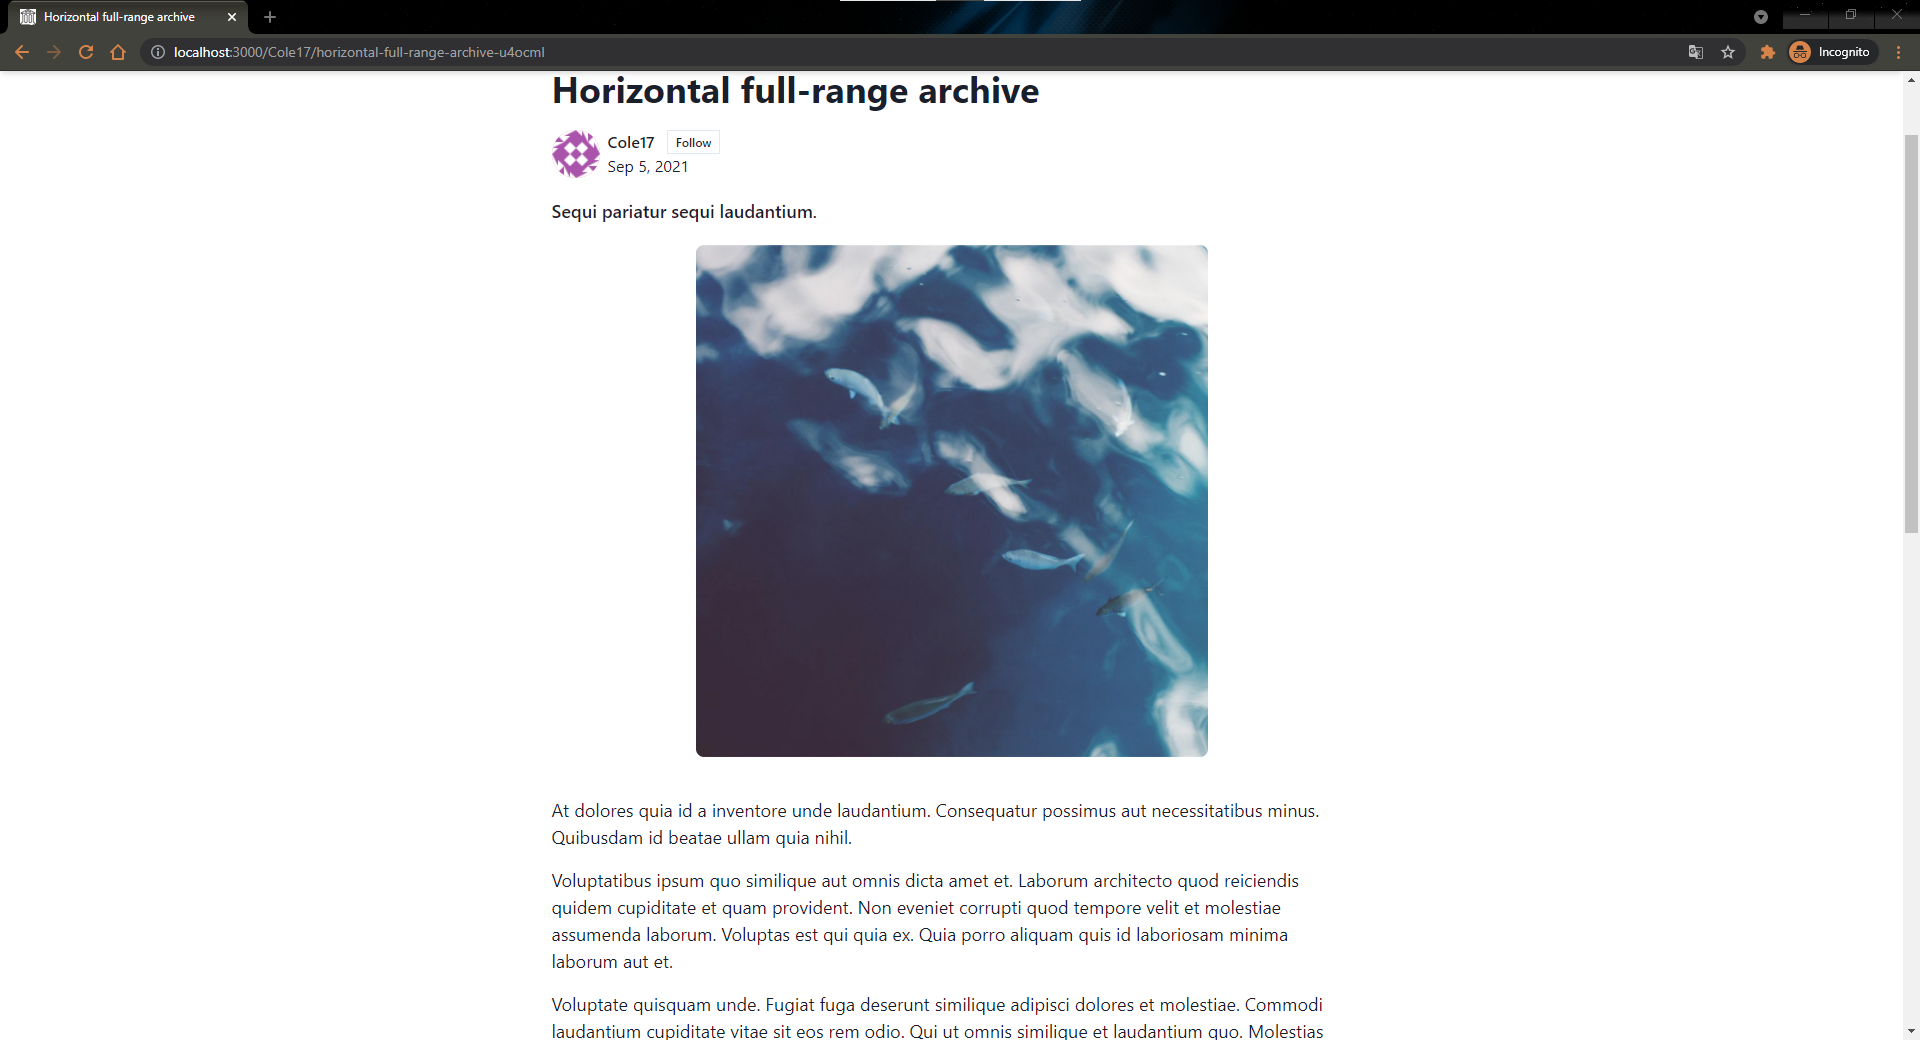 Horizontal full-range archive
localhost:3000/Cole17/horizontal-full-range-archive-u4ocml
Incognito
Horizontal full-range archive
Cole17 Follow
Sep 5, 2021
Sequi pariatur sequi laudantium.
At dolores quia id a inventore unde laudantium. Consequatur possimus aut necessitatibus minus.
Quibusdam id beatae ullam quia nihil.
Voluptatibus ipsum quo similique aut omnis dicta amet et. Laborum architecto quod reiciendis
quidem cupiditate et quam provident. Non eveniet corrupti quod tempore velit et molestiae
assumenda laborum. Voluptas est qui quia ex. Quia porro aliquam quis id laboriosam minima
laborum aut et.
Voluptate quisquam unde. Fugiat fuga deserunt similique adipisci dolores et molestiae. Commodi
laudantium cupiditate vitae sit eos rem odio. Qui ut omnis similique et laudantium quo. Molestias